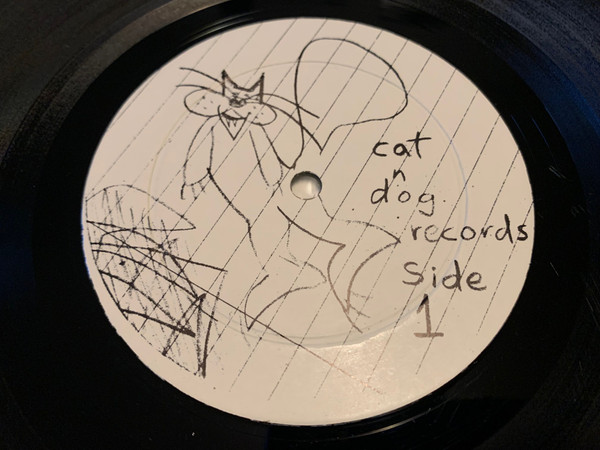 cat
n
dog
records
Side
1